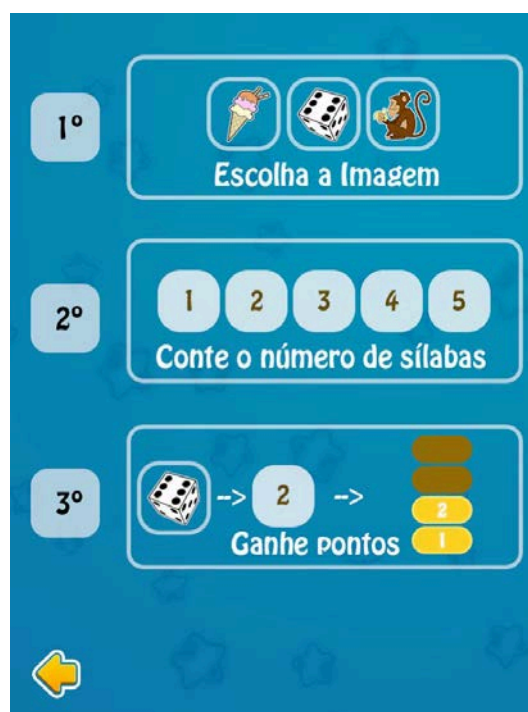 1º
Escolha a Imagem
2º
1 2 3 4 5
Conte o número de sílabas
3º
--> 2 -->
2
Ganhe pontos 1